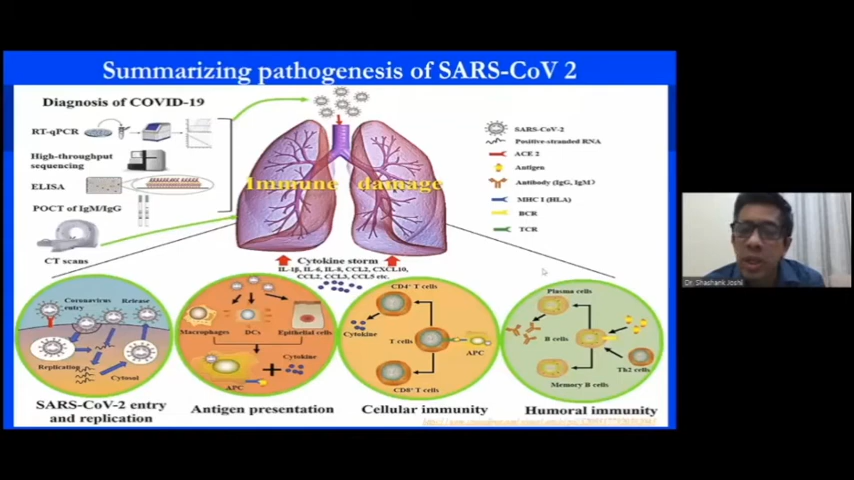 Summarizing pathogenesis of SARS-CoV 2
Diagnosis of COVID-19
RT-qPCR
High-throughput
sequencing
ELISA
POCT of IgM/IgG
CT scans
Immune damage
SARS-CoV-2
Positive-stranded RNA
ACE 2
Antigen
Antibody (IgG, IgM)
MHC I (HLA)
BCR
TCR
Cytokine storm
IL-1β, IL-6, IL-8, CCL2, CXCL10,
CCL2, CCL3, CCL5 etc.
Coronavirus
entry
Release
Replication
Cytosol
SARS-CoV-2 entry
and replication
Macrophages
DCs
Epithelial cells
Cytokine
APC
Antigen presentation
CD4⁺ T cells
Cytokine
T cells
APC
CD8⁺ T cells
Cellular immunity
Plasma cells
B cells
Th2 cells
Memory B cells
Humoral immunity
Dr. Shashank Joshi